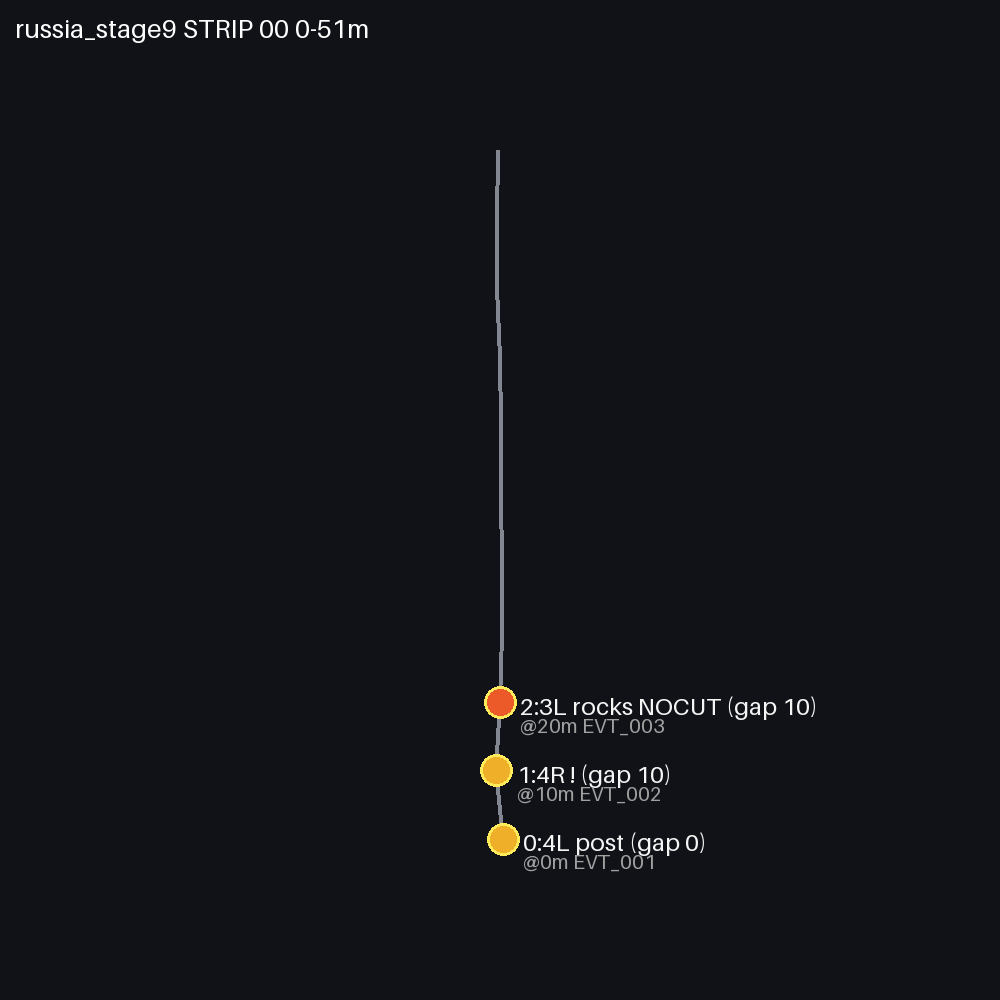 russia_stage9 STRIP 00 0-51m
2:3L rocks NOCUT (gap 10)
@20m EVT_003
1:4R ! (gap 10)
@10m EVT_002
0:4L post (gap 0)
@0m EVT_001